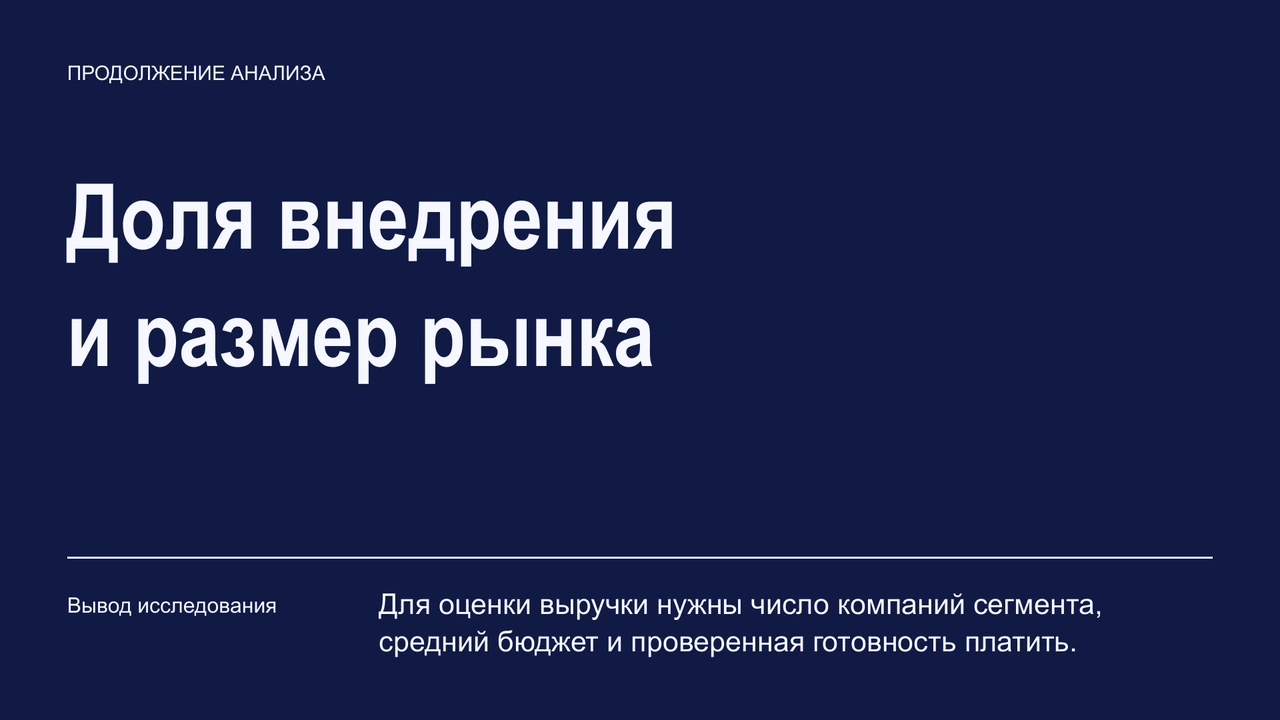 ПРОДОЛЖЕНИЕ АНАЛИЗА
Доля внедрения
и размер рынка
Вывод исследования
Для оценки выручки нужны число компаний сегмента,
средний бюджет и проверенная готовность платить.